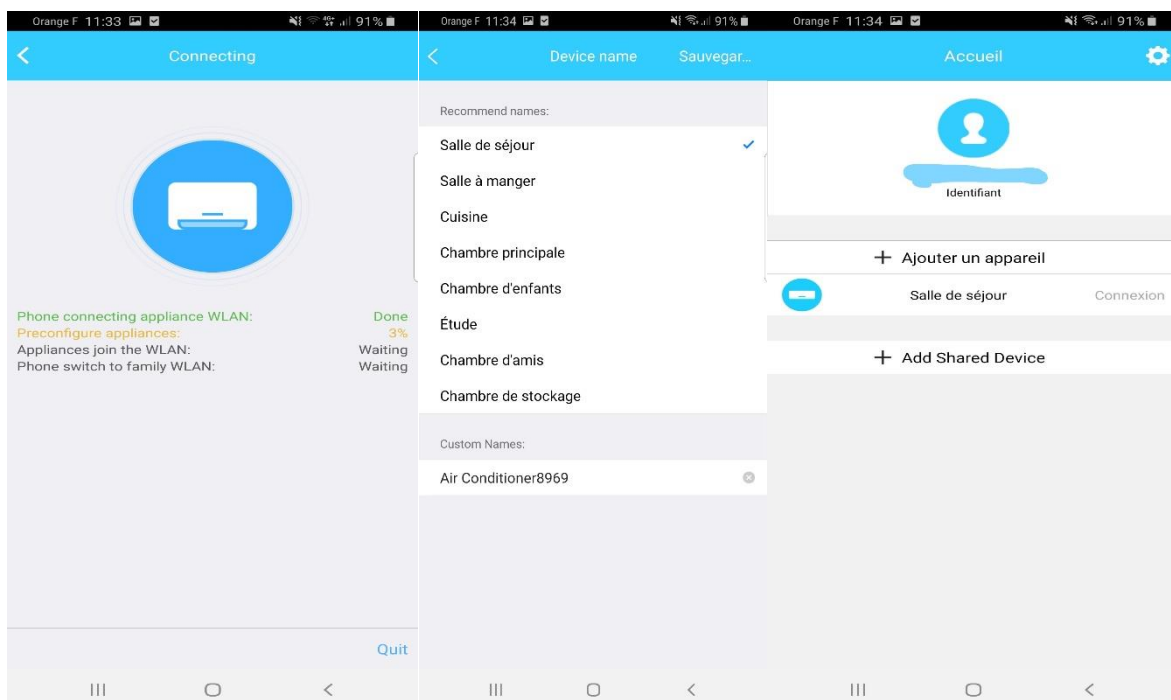 Orange F 11:33 4G 91%
Connecting
Phone connecting appliance WLAN: Done
Preconfigure appliances: 3%
Appliances join the WLAN: Waiting
Phone switch to family WLAN: Waiting
Quit
Orange F 11:34 91%
Device name Sauvegar...
Recommend names:
Salle de séjour
Salle à manger
Cuisine
Chambre principale
Chambre d'enfants
Étude
Chambre d'amis
Chambre de stockage
Custom Names:
Air Conditioner8969
Orange F 11:34 91%
Accueil
Identifiant
+ Ajouter un appareil
Salle de séjour Connexion
+ Add Shared Device